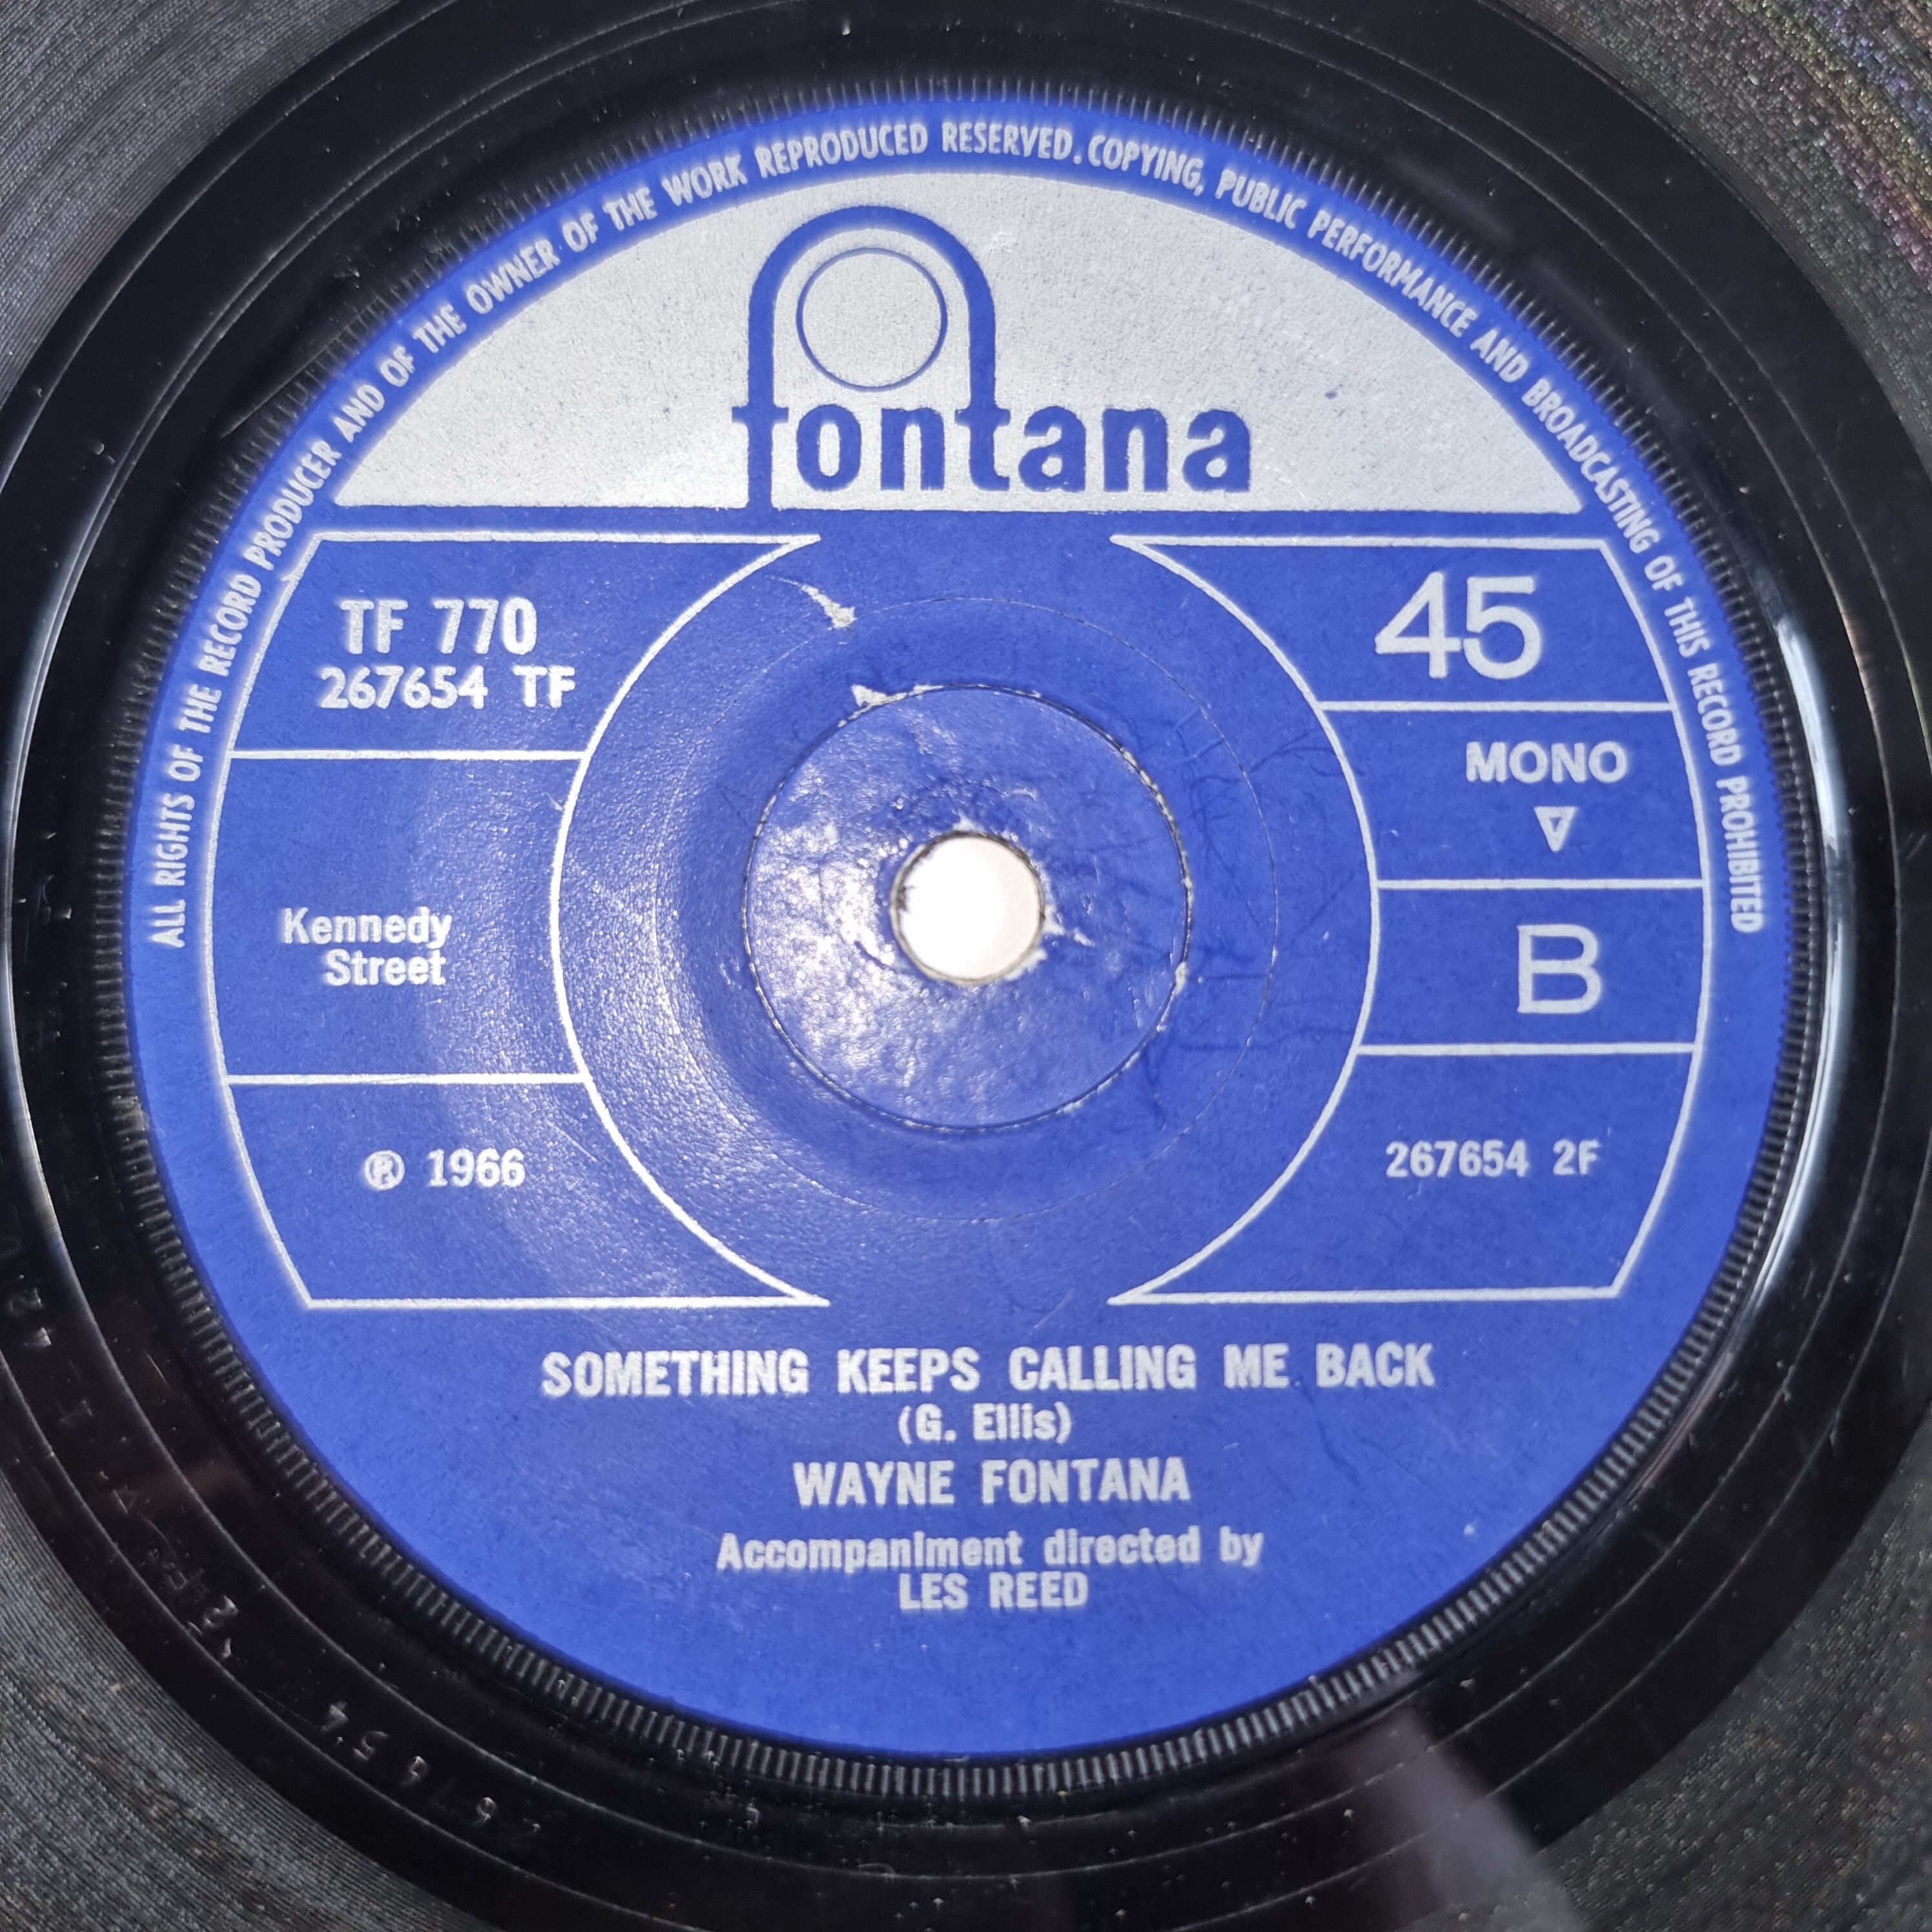 ALL RIGHTS OF THE RECORD PRODUCER AND OF THE OWNER OF THE WORK REPRODUCED RESERVED. COPYING, PUBLIC PERFORMANCE AND BROADCASTING OF THIS RECORD PROHIBITED
fontana
TF 770
267654 TF
45
MONO
Kennedy
Street
B
℗ 1966
267654 2F
SOMETHING KEEPS CALLING ME BACK
(G. Ellis)
WAYNE FONTANA
Accompaniment directed by
LES REED